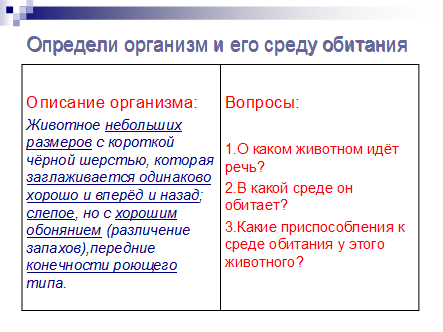 Определи организм и его среду обитания
Описание организма:
Животное небольших
размеров с короткой
чёрной шерстью, которая
заглаживается одинаково
хорошо и вперёд и назад;
слепое, но с хорошим
обонянием (различение
запахов),передние
конечности роющего
типа.
Вопросы:
1.О каком животном идёт
речь?
2.В какой среде он
обитает?
3.Какие приспособления к
среде обитания у этого
животного?